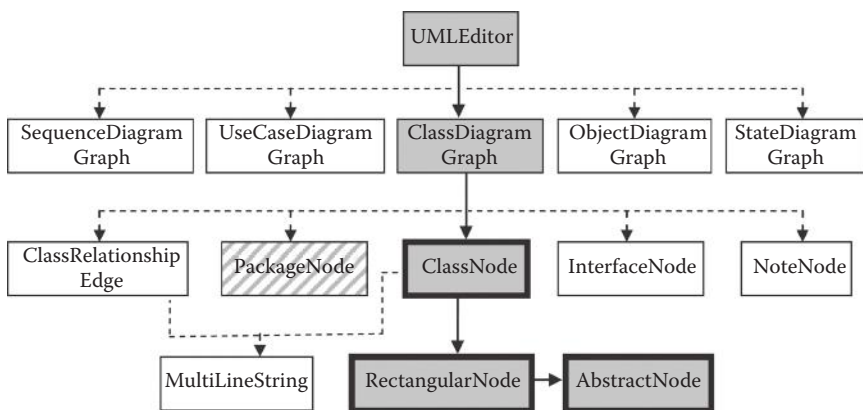 UMLEditor
SequenceDiagram
Graph
UseCaseDiagram
Graph
ClassDiagram
Graph
ObjectDiagram
Graph
StateDiagram
Graph
ClassRelationship
Edge
PackageNode
ClassNode
InterfaceNode
NoteNode
MultiLineString
RectangularNode
AbstractNode